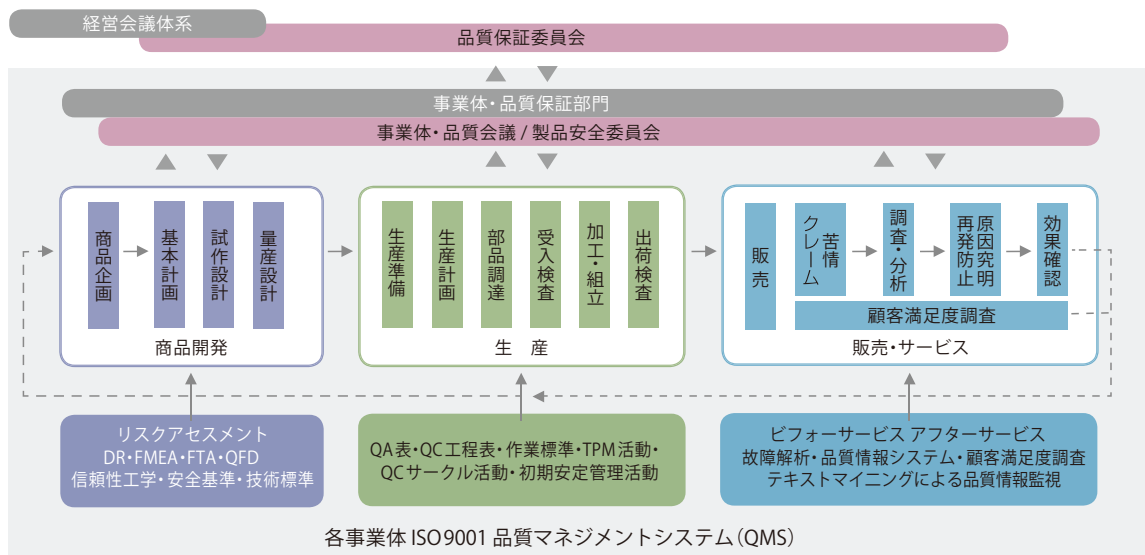 経営会議体系
品質保証委員会
事業体・品質保証部門
事業体・品質会議 / 製品安全委員会
商品企画
基本計画
試作設計
量産設計
商品開発
生産準備
生産計画
部品調達
受入検査
加工・組立
出荷検査
生 産
販売
苦情
クレーム
調査・分析
原因究明
再発防止
効果確認
顧客満足度調査
販売・サービス
リスクアセスメント
DR・FMEA・FTA・QFD
信頼性工学・安全基準・技術標準
QA表・QC工程表・作業標準・TPM活動・
QCサークル活動・初期安定管理活動
ビフォーサービス アフターサービス
故障解析・品質情報システム・顧客満足度調査
テキストマイニングによる品質情報監視
各事業体 ISO9001 品質マネジメントシステム（QMS）